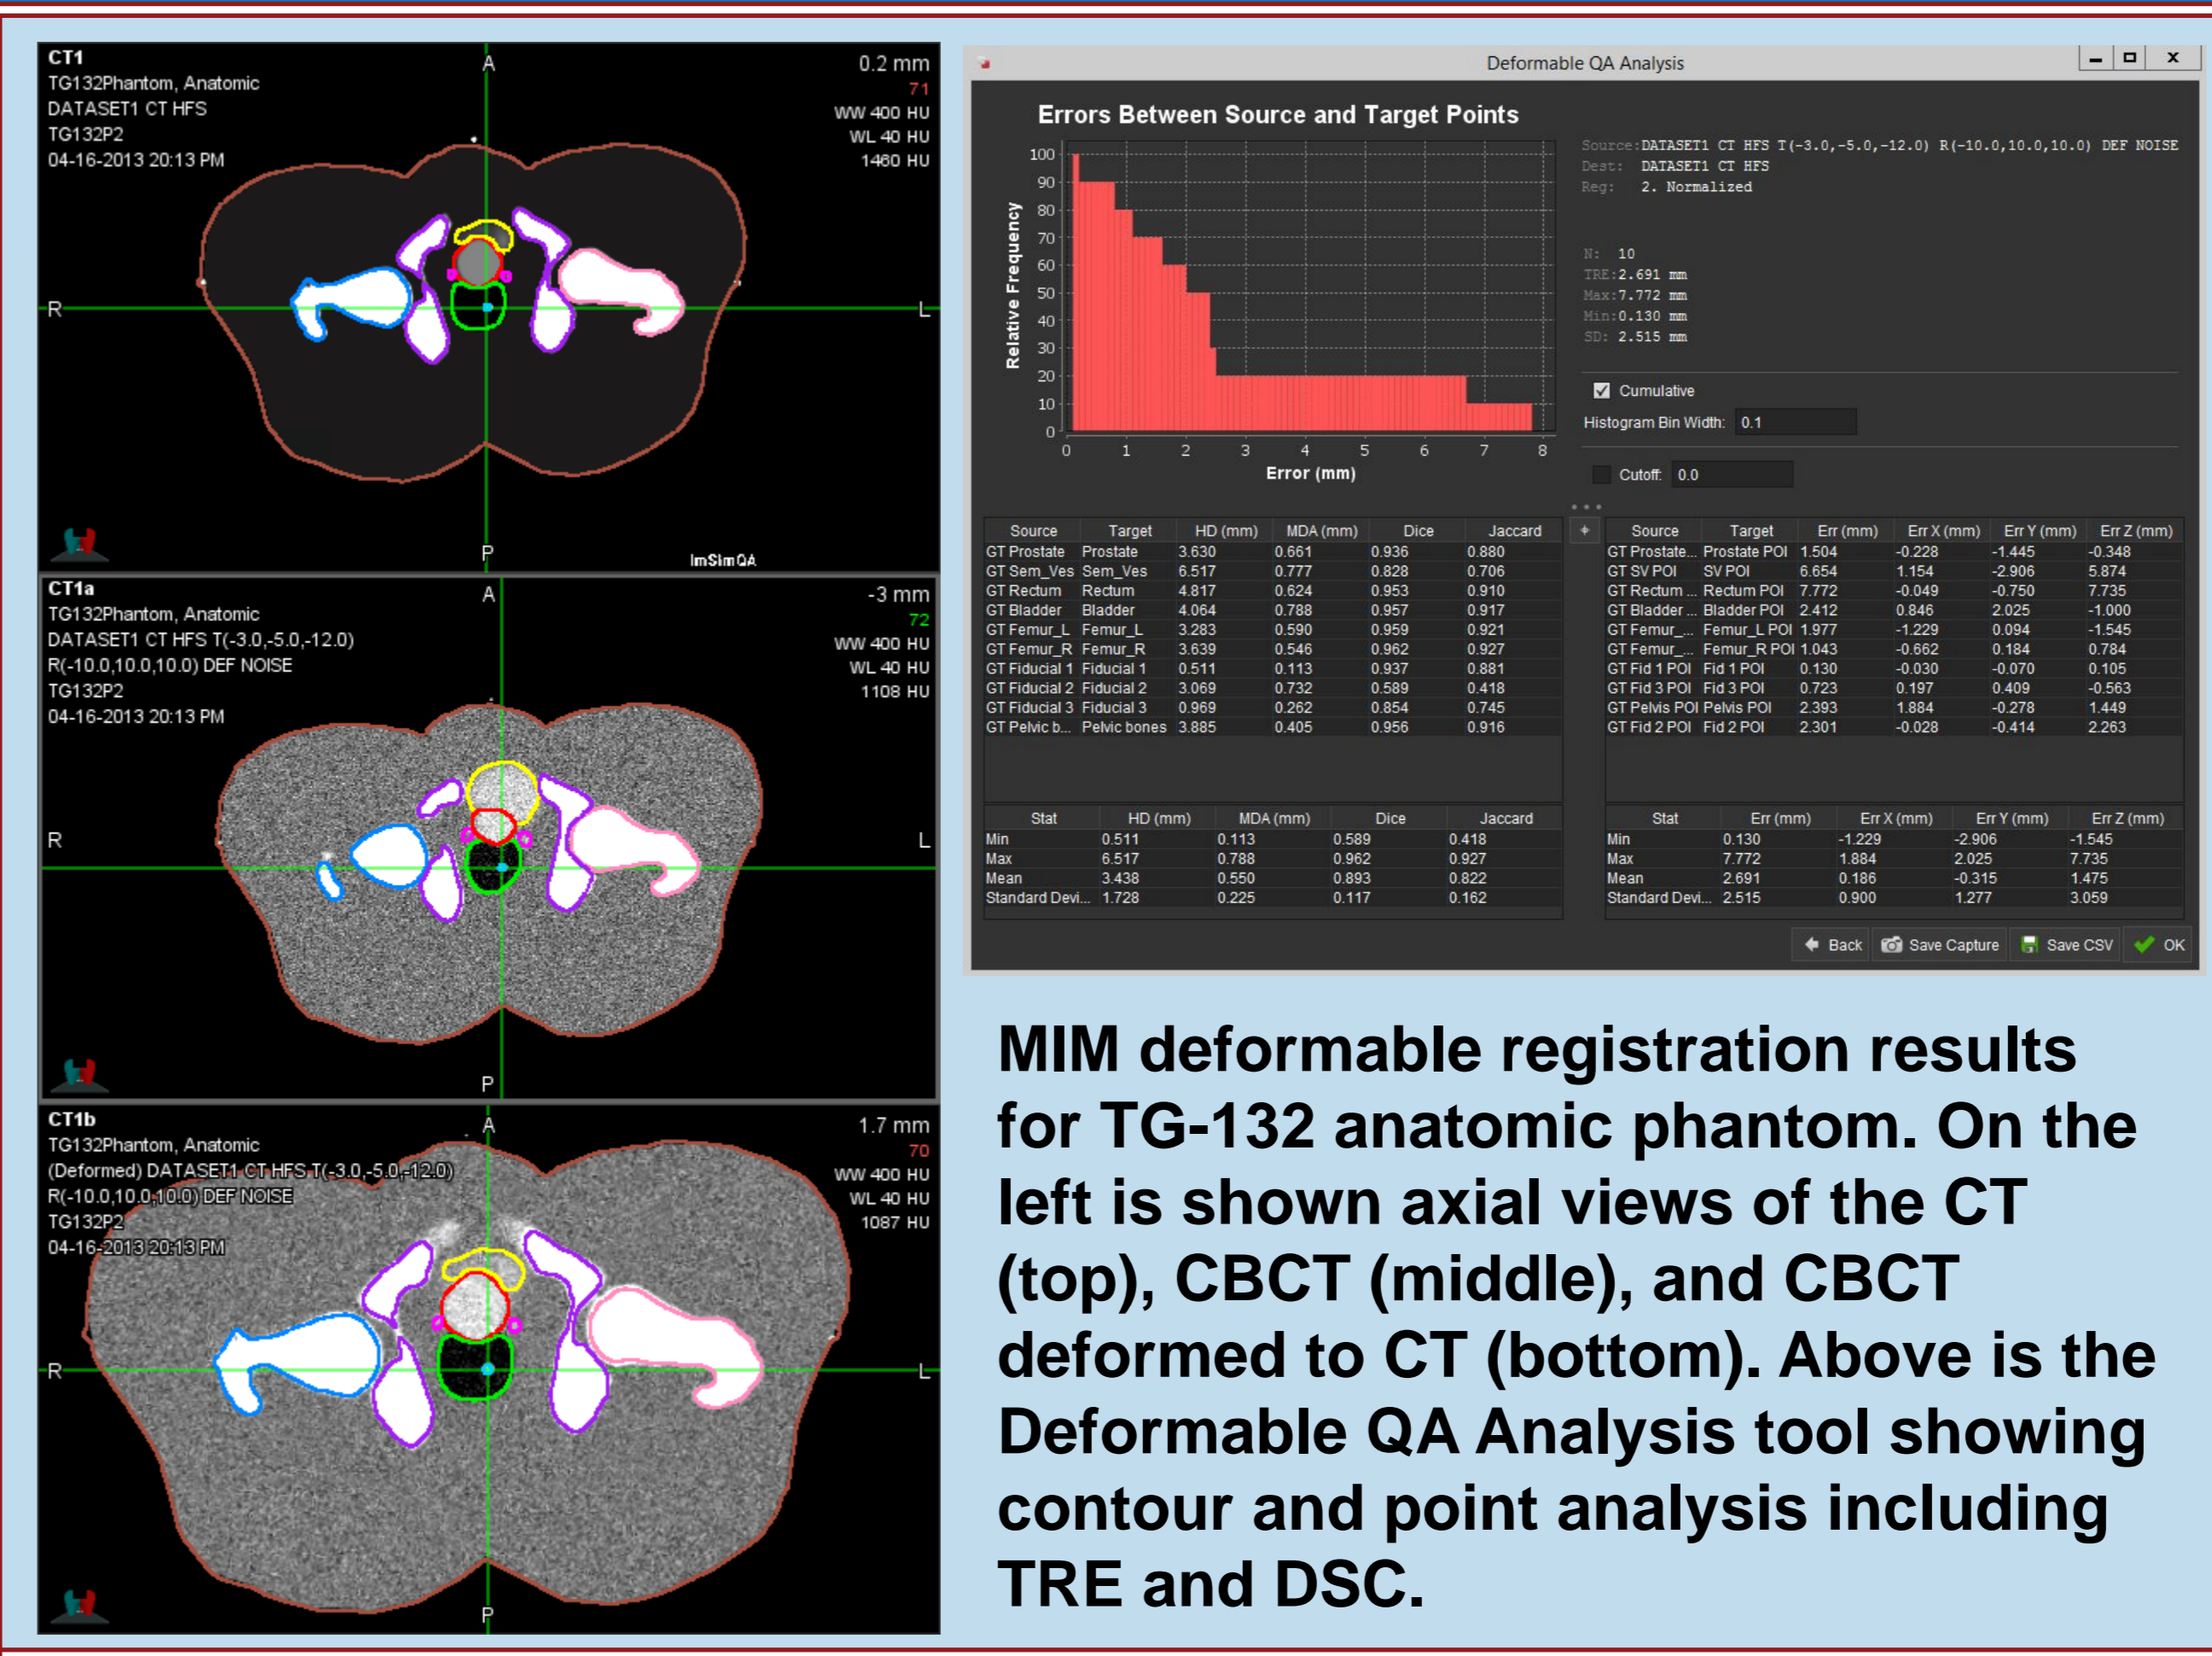 CT1
TG132Phantom, Anatomic
DATASET1 CT HFS
TG132P2
04-16-2013 20:13 PM
A
0.2 mm
71
WW 400 HU
WL 40 HU
1460 HU
R
L
P
ImSimQA
CT1a
TG132Phantom, Anatomic
DATASET1 CT HFS T(-3.0,-5.0,-12.0)
R(-10.0,10.0,10.0) DEF NOISE
TG132P2
04-16-2013 20:13 PM
A
-3 mm
72
WW 400 HU
WL 40 HU
1108 HU
R
L
P
CT1b
TG132Phantom, Anatomic
(Deformed) DATASET1 CT HFS T(-3.0,-5.0,-12.0)
R(-10.0,10.0,10.0) DEF NOISE
TG132P2
04-16-2013 20:13 PM
A
1.7 mm
70
WW 400 HU
WL 40 HU
1087 HU
R
L
P
Deformable QA Analysis
Errors Between Source and Target Points
Relative Frequency
100
90
80
70
60
50
40
30
20
10
0
0 1 2 3 4 5 6 7 8
Error (mm)
Source: DATASET1 CT HFS T(-3.0,-5.0,-12.0) R(-10.0,10.0,10.0) DEF NOISE
Dest: DATASET1 CT HFS
Reg: 2. Normalized
N: 10
TRE: 2.691 mm
Max: 7.772 mm
Min: 0.130 mm
SD: 2.515 mm
Cumulative
Histogram Bin Width: 0.1
Cutoff: 0.0
Source Target HD (mm) MDA (mm) Dice Jaccard
GT Prostate Prostate 3.630 0.661 0.936 0.880
GT Sem_Ves Sem_Ves 6.517 0.777 0.828 0.706
GT Rectum Rectum 4.817 0.624 0.953 0.910
GT Bladder Bladder 4.064 0.788 0.957 0.917
GT Femur_L Femur_L 3.283 0.590 0.959 0.921
GT Femur_R Femur_R 3.639 0.546 0.962 0.927
GT Fiducial 1 Fiducial 1 0.511 0.113 0.937 0.881
GT Fiducial 2 Fiducial 2 3.069 0.732 0.589 0.418
GT Fiducial 3 Fiducial 3 0.969 0.262 0.854 0.745
GT Pelvic b... Pelvic bones 3.885 0.405 0.956 0.916
Stat HD (mm) MDA (mm) Dice Jaccard
Min 0.511 0.113 0.589 0.418
Max 6.517 0.788 0.962 0.927
Mean 3.438 0.550 0.893 0.822
Standard Devi... 1.728 0.225 0.117 0.162
Source Target Err (mm) Err X (mm) Err Y (mm) Err Z (mm)
GT Prostate... Prostate POI 1.504 -0.228 -1.445 -0.348
GT SV POI SV POI 6.654 1.154 -2.906 5.874
GT Rectum ... Rectum POI 7.772 -0.049 -0.750 7.735
GT Bladder ... Bladder POI 2.412 0.846 2.025 -1.000
GT Femur_... Femur_L POI 1.977 -1.229 0.094 -1.545
GT Femur_... Femur_R POI 1.043 -0.662 0.184 0.784
GT Fid 1 POI Fid 1 POI 0.130 -0.030 -0.070 0.105
GT Fid 3 POI Fid 3 POI 0.723 0.197 0.409 -0.563
GT Pelvis POI Pelvis POI 2.393 1.884 -0.278 1.449
GT Fid 2 POI Fid 2 POI 2.301 -0.028 -0.414 2.263
Stat Err (mm) Err X (mm) Err Y (mm) Err Z (mm)
Min 0.130 -1.229 -2.906 -1.545
Max 7.772 1.884 2.025 7.735
Mean 2.691 0.186 -0.315 1.475
Standard Devi... 2.515 0.900 1.277 3.059
Back Save Capture Save CSV OK
MIM deformable registration results
for TG-132 anatomic phantom. On the
left is shown axial views of the CT
(top), CBCT (middle), and CBCT
deformed to CT (bottom). Above is the
Deformable QA Analysis tool showing
contour and point analysis including
TRE and DSC.